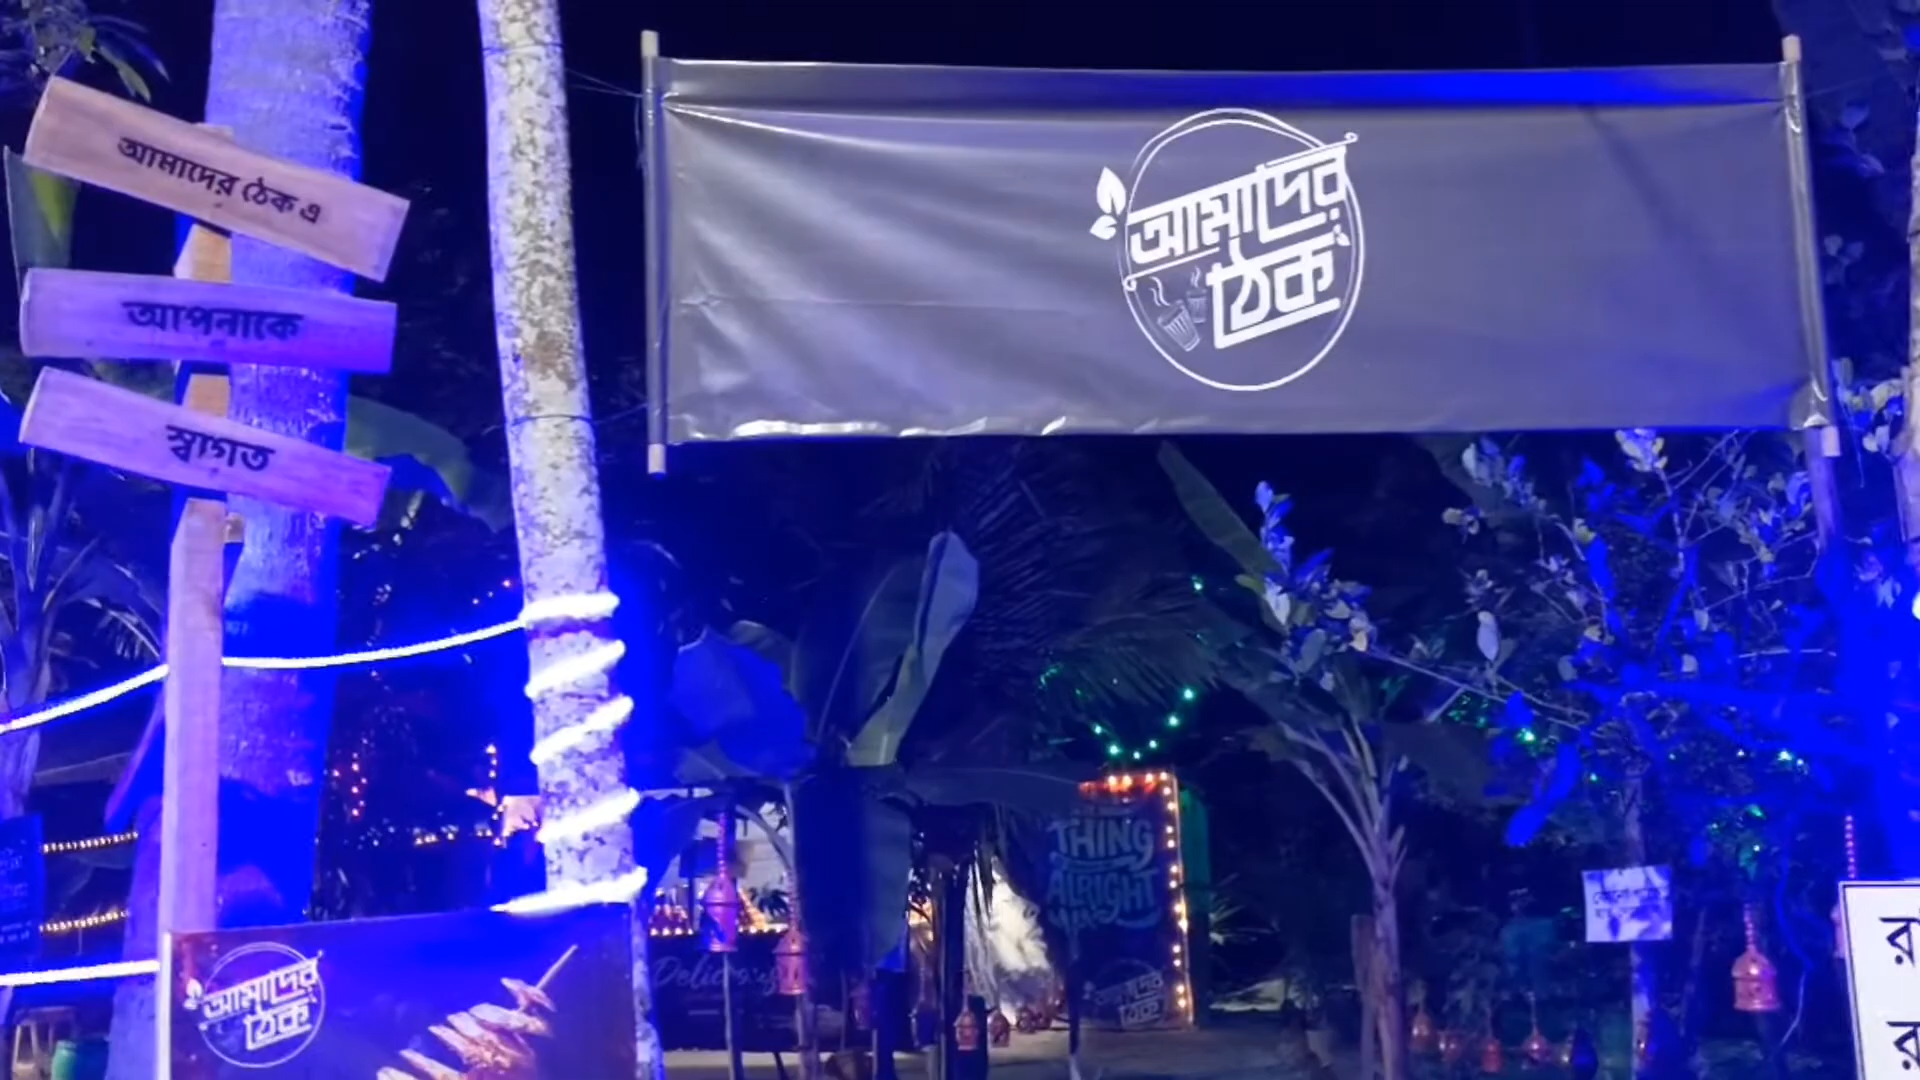 আমাদের ঠেক এ
আপনাকে
স্বাগত
আমাদের
ঠেক
THING
ALRIGHT
আমাদের
ঠেক
আমাদের
ঠেক